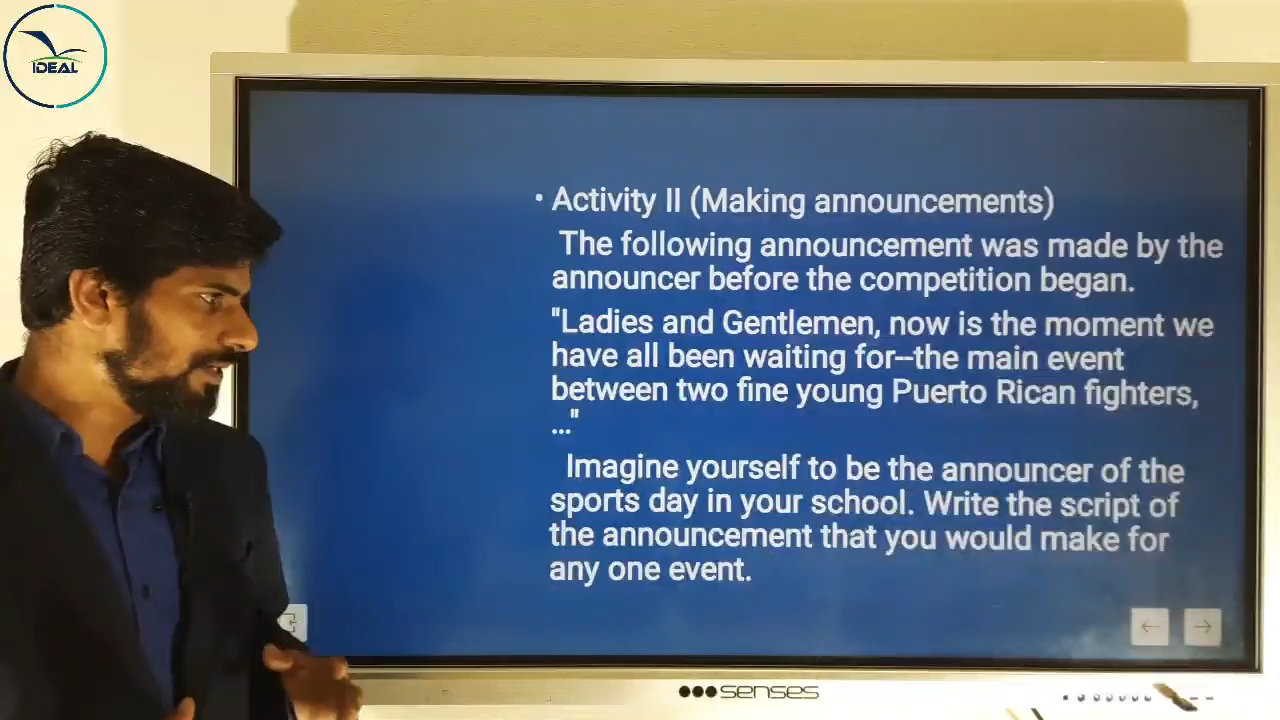 IDEAL
• Activity II (Making announcements)
The following announcement was made by the
announcer before the competition began.
"Ladies and Gentlemen, now is the moment we
have all been waiting for--the main event
between two fine young Puerto Rican fighters,
..."
Imagine yourself to be the announcer of the
sports day in your school. Write the script of
the announcement that you would make for
any one event.
senses